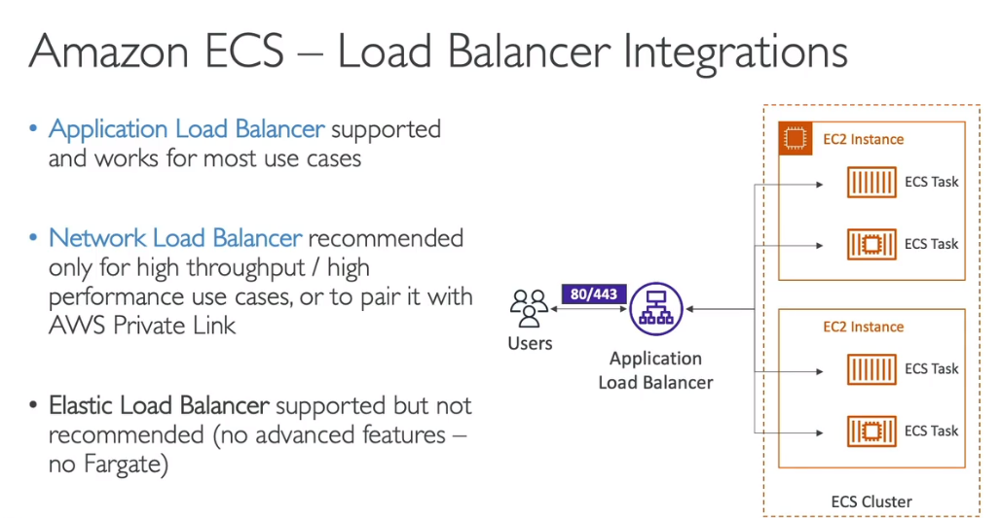 Amazon ECS – Load Balancer Integrations
• Application Load Balancer supported
and works for most use cases
• Network Load Balancer recommended
only for high throughput / high
performance use cases, or to pair it with
AWS Private Link
• Elastic Load Balancer supported but not
recommended (no advanced features –
no Fargate)
Users
80/443
Application
Load Balancer
EC2 Instance
ECS Task
ECS Task
EC2 Instance
ECS Task
ECS Task
ECS Cluster